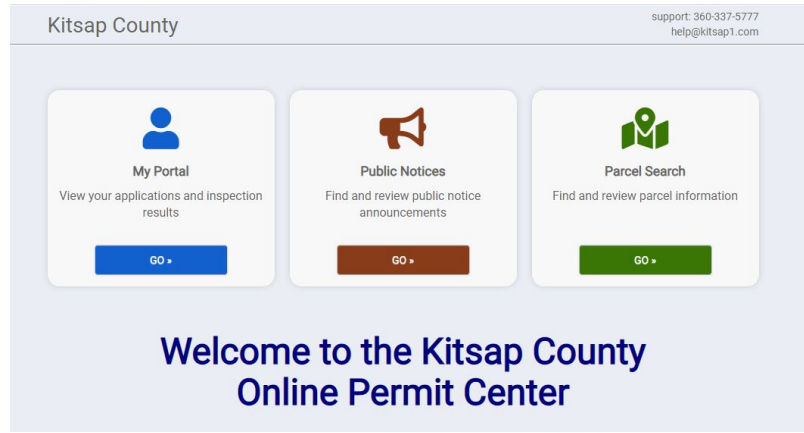 Kitsap County
support: 360-337-5777
help@kitsap1.com
My Portal
View your applications and inspection
results
GO »
Public Notices
Find and review public notice
announcements
GO »
Parcel Search
Find and review parcel information
GO »
Welcome to the Kitsap County
Online Permit Center